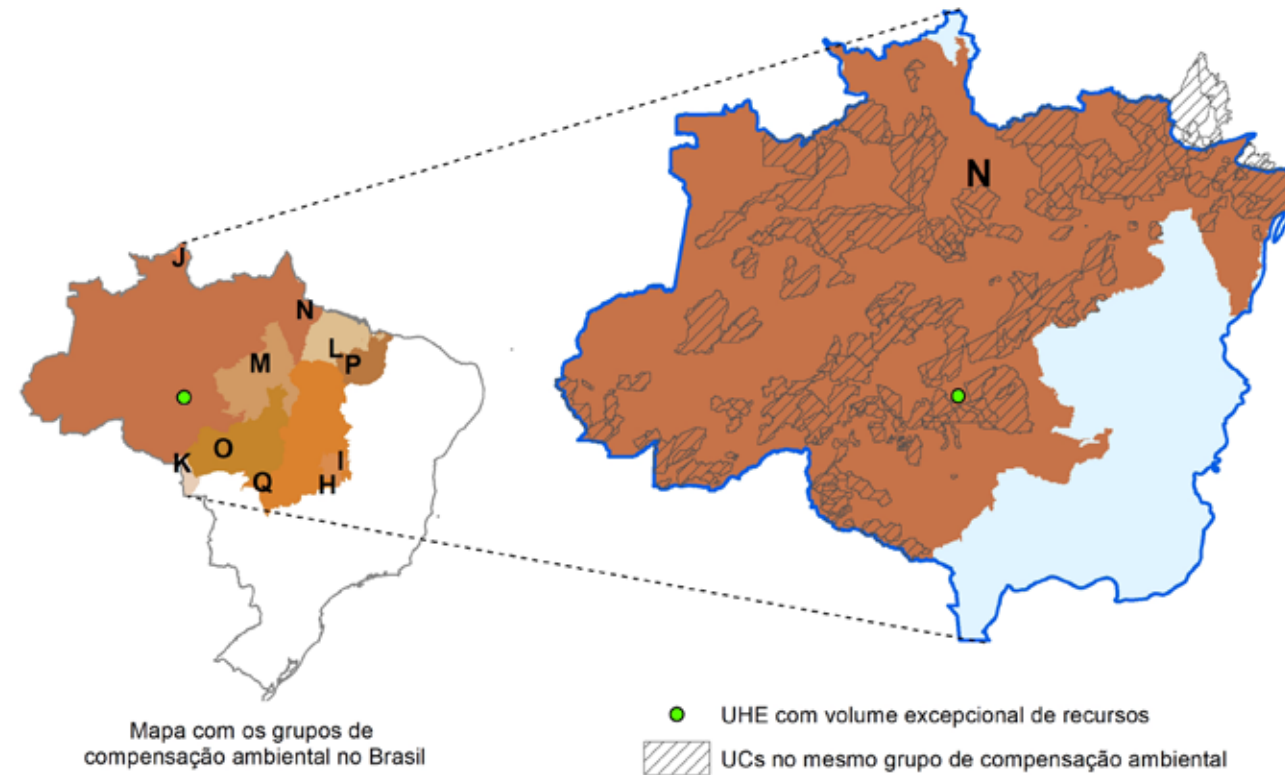 N
J
N
L
P
M
O
K
I
Q
H
Mapa com os grupos de
compensação ambiental no Brasil
UHE com volume excepcional de recursos
UCs no mesmo grupo de compensação ambiental